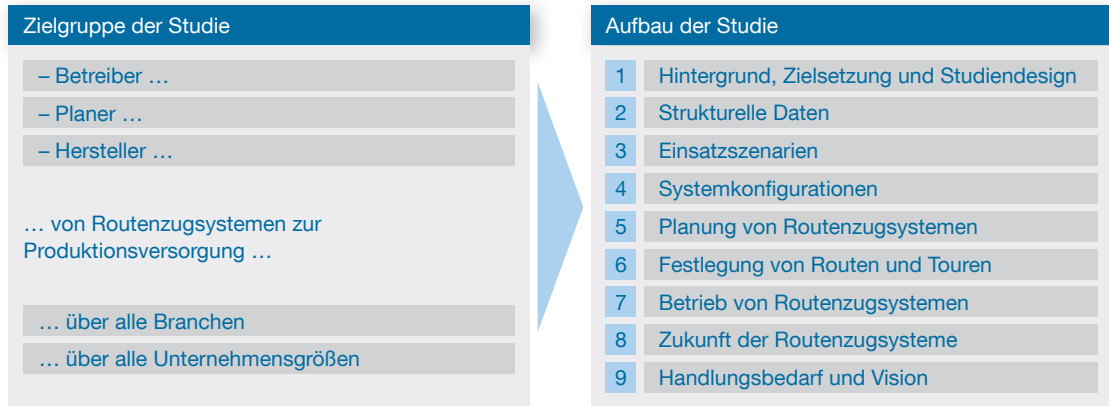 Zielgruppe der Studie
– Betreiber …
– Planer …
– Hersteller …
… von Routenzugsystemen zur
Produktionsversorgung …
… über alle Branchen
… über alle Unternehmensgrößen
Aufbau der Studie
1 Hintergrund, Zielsetzung und Studiendesign
2 Strukturelle Daten
3 Einsatzszenarien
4 Systemkonfigurationen
5 Planung von Routenzugsystemen
6 Festlegung von Routen und Touren
7 Betrieb von Routenzugsystemen
8 Zukunft der Routenzugsysteme
9 Handlungsbedarf und Vision